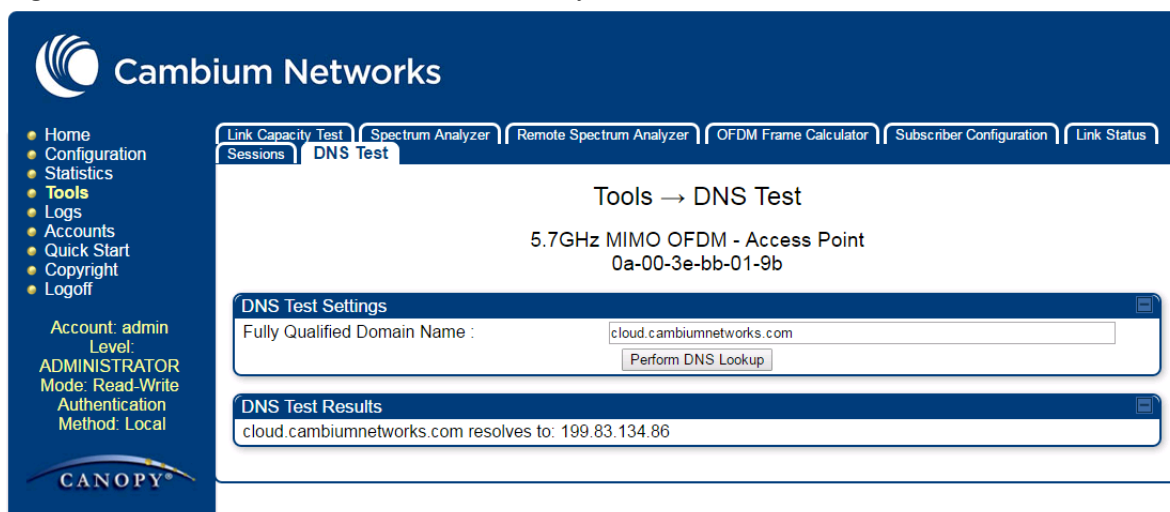 Cambium Networks
Home
Configuration
Statistics
Tools
Logs
Accounts
Quick Start
Copyright
Logoff
Account: admin
Level:
ADMINISTRATOR
Mode: Read-Write
Authentication
Method: Local
CANOPY®
Link Capacity Test Spectrum Analyzer Remote Spectrum Analyzer OFDM Frame Calculator Subscriber Configuration Link Status
Sessions DNS Test
Tools → DNS Test
5.7GHz MIMO OFDM - Access Point
0a-00-3e-bb-01-9b
DNS Test Settings
Fully Qualified Domain Name : cloud.cambiumnetworks.com
Perform DNS Lookup
DNS Test Results
cloud.cambiumnetworks.com resolves to: 199.83.134.86